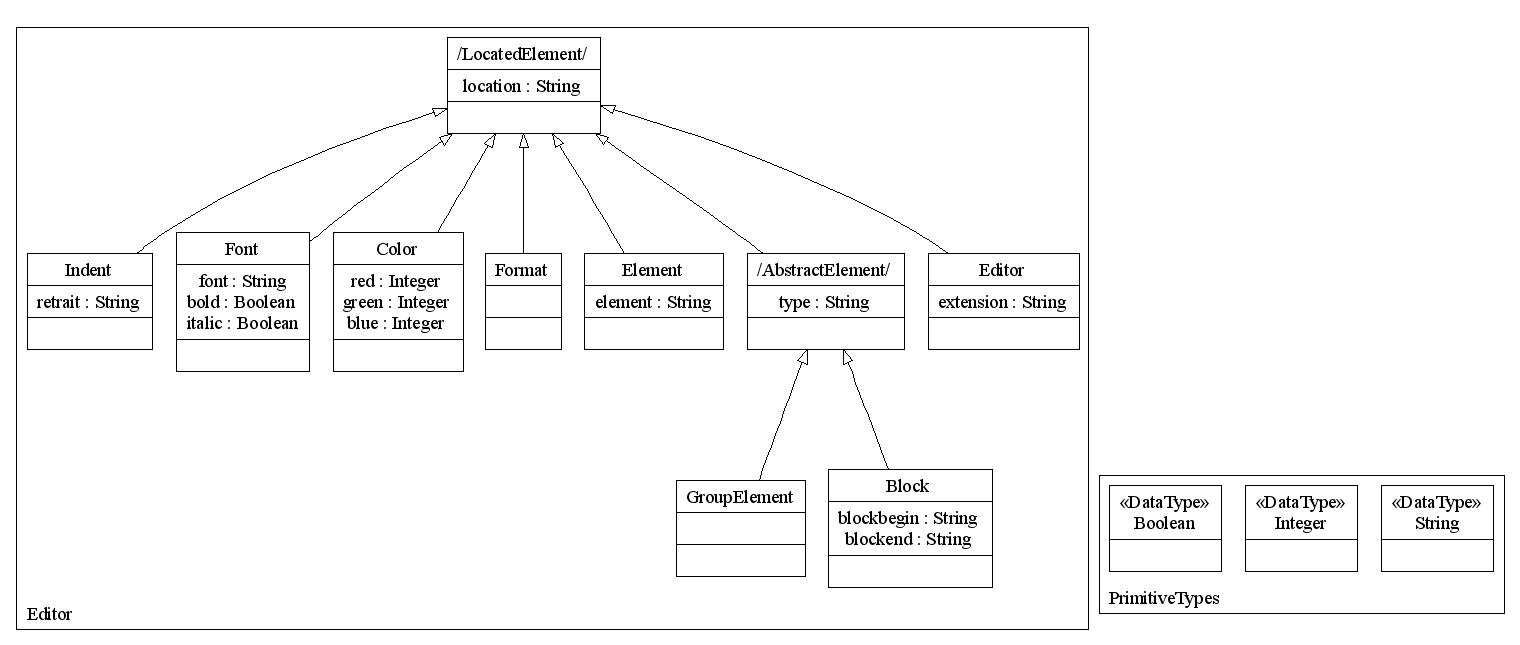 /LocatedElement/
location : String
Indent
retrait : String
Font
font : String
bold : Boolean
italic : Boolean
Color
red : Integer
green : Integer
blue : Integer
Format
Element
element : String
/AbstractElement/
type : String
Editor
extension : String
GroupElement
Block
blockbegin : String
blockend : String
Editor
«DataType»
Boolean
«DataType»
Integer
«DataType»
String
PrimitiveTypes